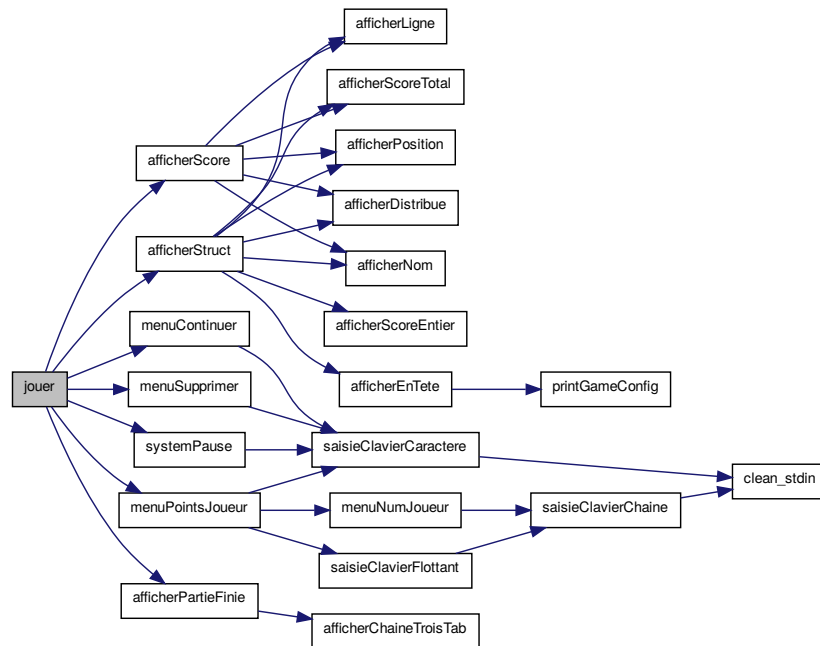 afficherLigne
afficherScoreTotal
afficherPosition
afficherScore
afficherDistribue
afficherStruct
afficherNom
menuContinuer
afficherScoreEntier
jouer
menuSupprimer
afficherEnTete
printGameConfig
systemPause
saisieClavierCaractere
clean_stdin
menuPointsJoueur
menuNumJoueur
saisieClavierChaine
saisieClavierFlottant
afficherPartieFinie
afficherChaineTroisTab